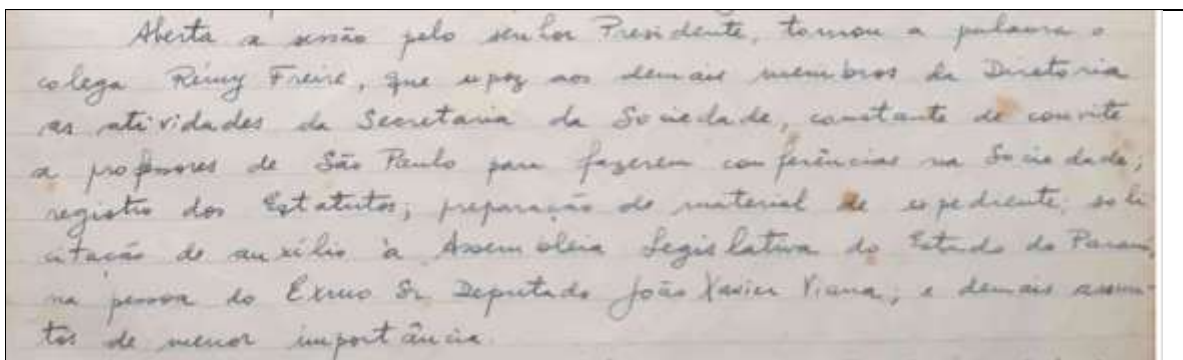 Aberta a sessão pelo senhor Presidente, tomou a palavra o
colega Rémy Freire, que expoz aos demais membros da Diretoria
as atividades da Secretaria da Sociedade, constante de convite
a professores de São Paulo para fazerem conferências na Sociedade;
registro dos Estatutos; preparação do material de expediente; soli
citação de auxílio à Assembleia Legislativa do Estado do Paraná,
na pessoa do Exmo Sr. Deputado João Xavier Viana; e demais assun-
tos de menor importância.